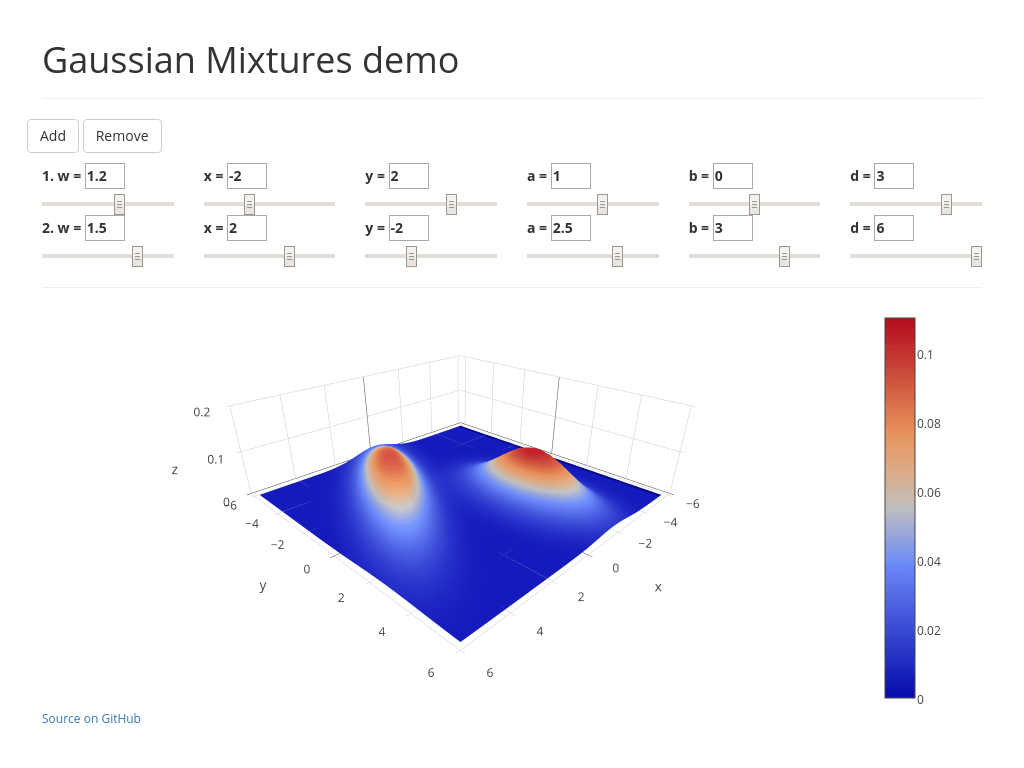 Gaussian Mixtures demo
Add Remove
1. w = 1.2 x = -2 y = 2 a = 1 b = 0 d = 3
2. w = 1.5 x = 2 y = -2 a = 2.5 b = 3 d = 6
0.2
0.1
z
0
−6
−4
−2
0
y
2
4
6
−6
−4
−2
0
x
2
4
6
0.1
0.08
0.06
0.04
0.02
0
Source on GitHub